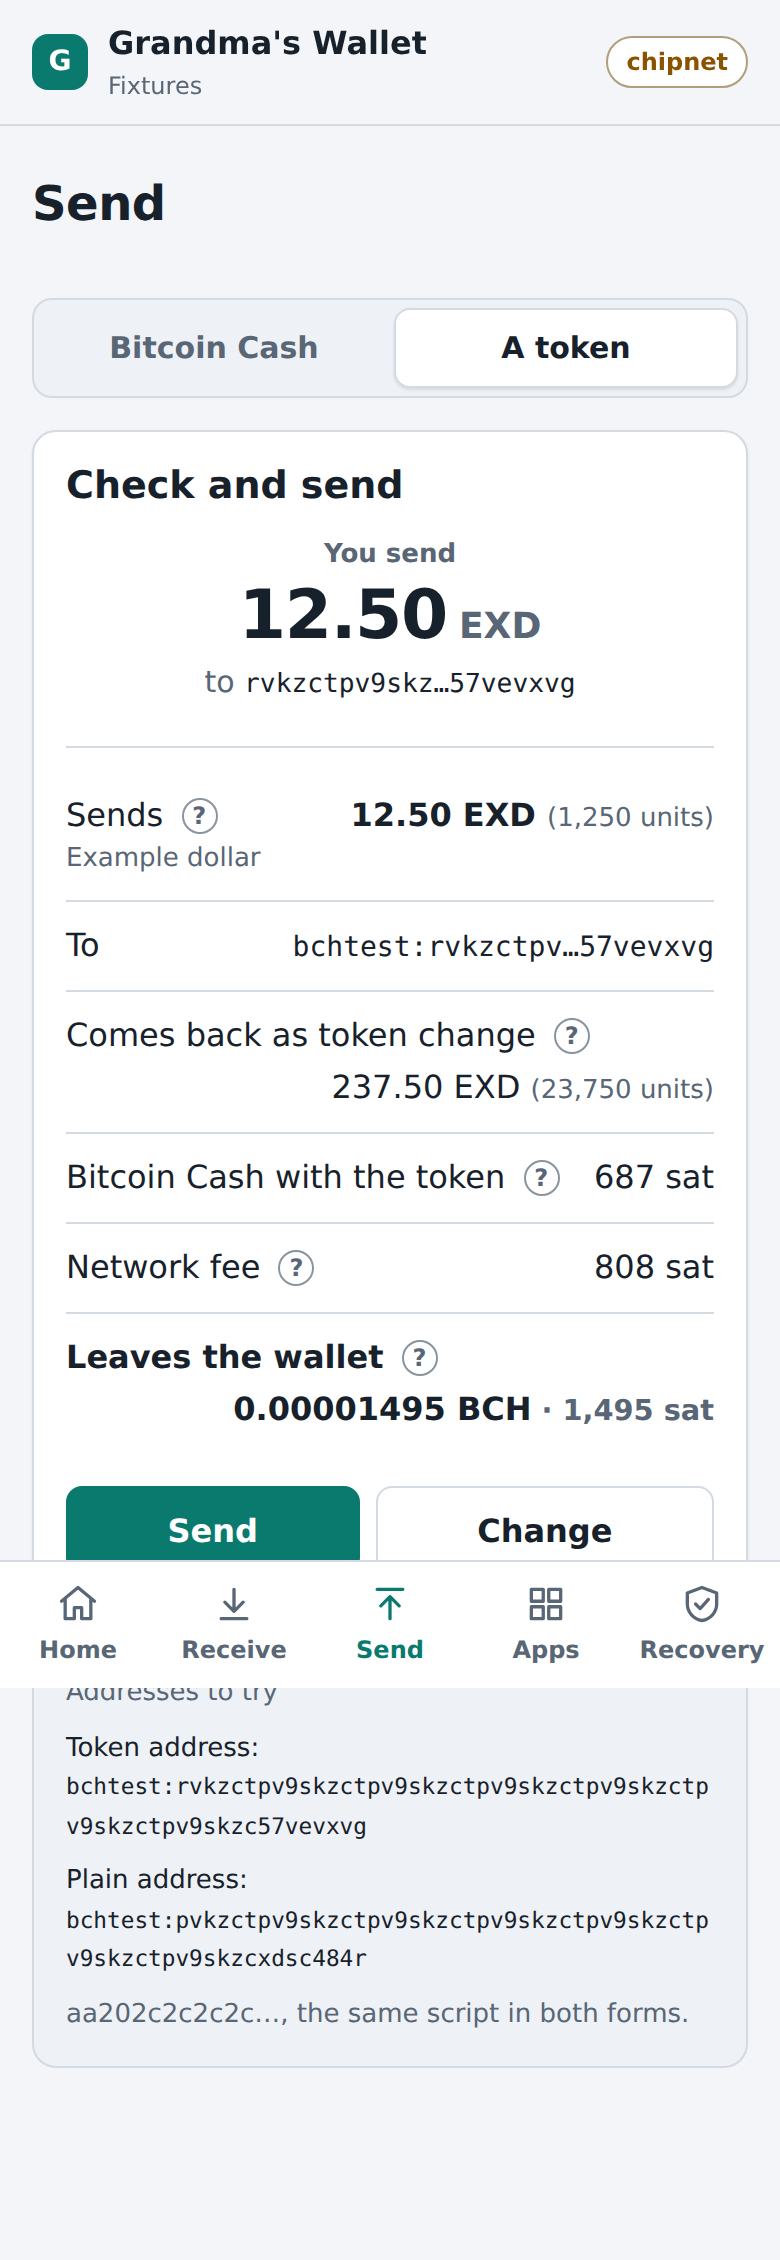 G
Grandma's Wallet
Fixtures
chipnet
Send
Bitcoin Cash
A token
Check and send
You send
12.50 EXD
to rvkzctpv9skz…57vevxvg
Sends ?
12.50 EXD (1,250 units)
Example dollar
To
bchtest:rvkzctpv…57vevxvg
Comes back as token change ?
237.50 EXD (23,750 units)
Bitcoin Cash with the token ? 687 sat
Network fee ? 808 sat
Leaves the wallet ?
0.00001495 BCH · 1,495 sat
Send
Change
Home
Receive
Send
Apps
Recovery
Addresses to try
Token address:
bchtest:rvkzctpv9skzctpv9skzctpv9skzctpv9skzctp
v9skzctpv9skzc57vevxvg
Plain address:
bchtest:pvkzctpv9skzctpv9skzctpv9skzctpv9skzctp
v9skzctpv9skzcxdsc484r
aa202c2c2c2c…, the same script in both forms.